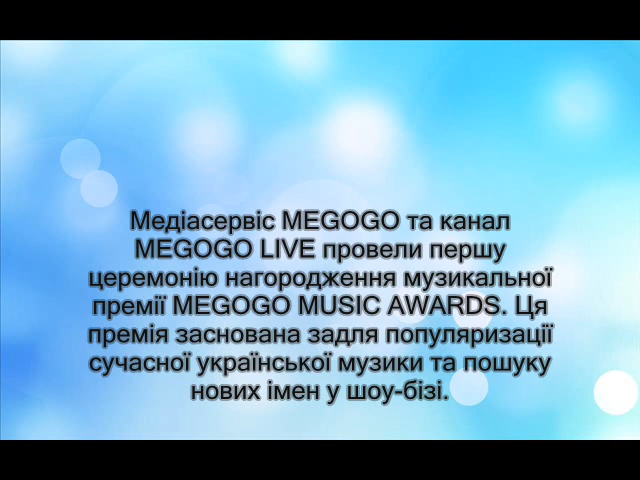 Медіасервіс MEGOGO та канал
MEGOGO LIVE провели першу
церемонію нагородження музикальної
премії MEGOGO MUSIC AWARDS. Ця
премія заснована задля популяризації
сучасної української музики та пошуку
нових імен у шоу-бізі.